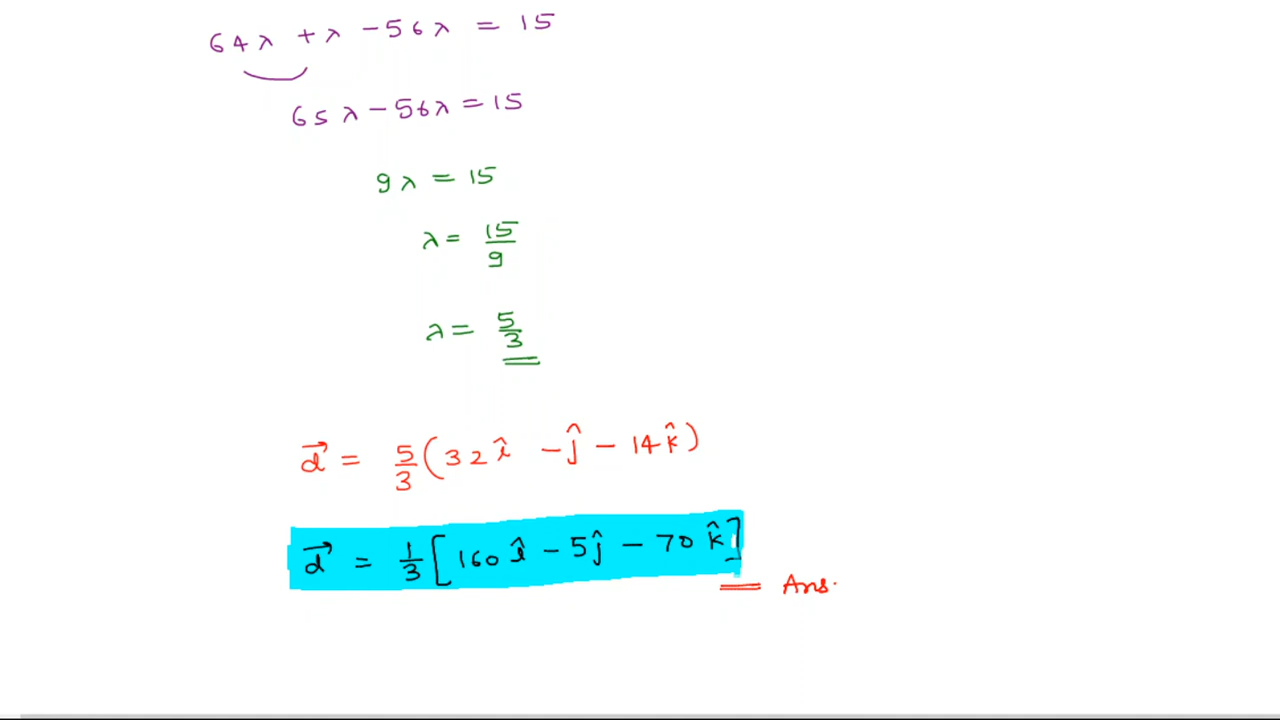 64λ + λ - 56λ = 15
65λ - 56λ = 15
9λ = 15
λ = 15/9
λ = 5/3
d⃗ = 5/3 (32î - ĵ - 14k̂)
d⃗ = 1/3 [160î - 5ĵ - 70k̂]
Ans.